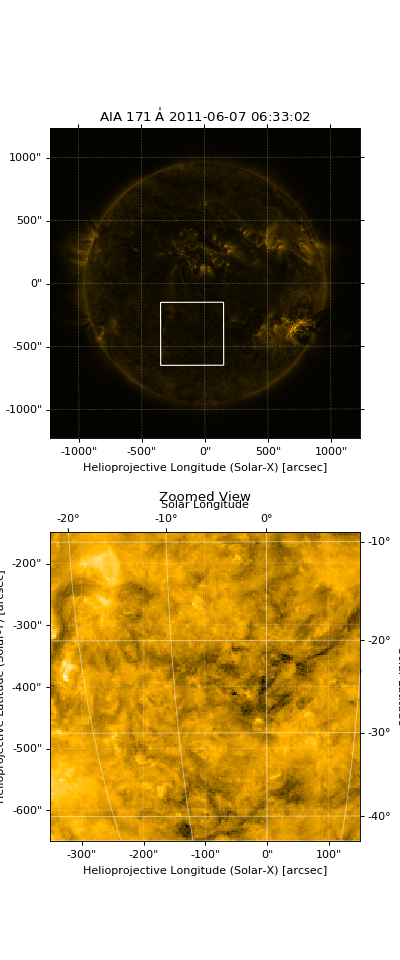 AIA 171 Å 2011-06-07 06:33:02
1000"
500"
0"
-500"
-1000"
-1000" -500" 0" 500" 1000"
Helioprojective Longitude (Solar-X) [arcsec]
Zoomed View
Solar Longitude
-20° -10° 0°
-200"
-300"
-400"
-500"
-600"
-10°
-20°
-30°
-40°
Helioprojective Latitude (Solar-Y) [arcsec]
-300" -200" -100" 0" 100"
Helioprojective Longitude (Solar-X) [arcsec]